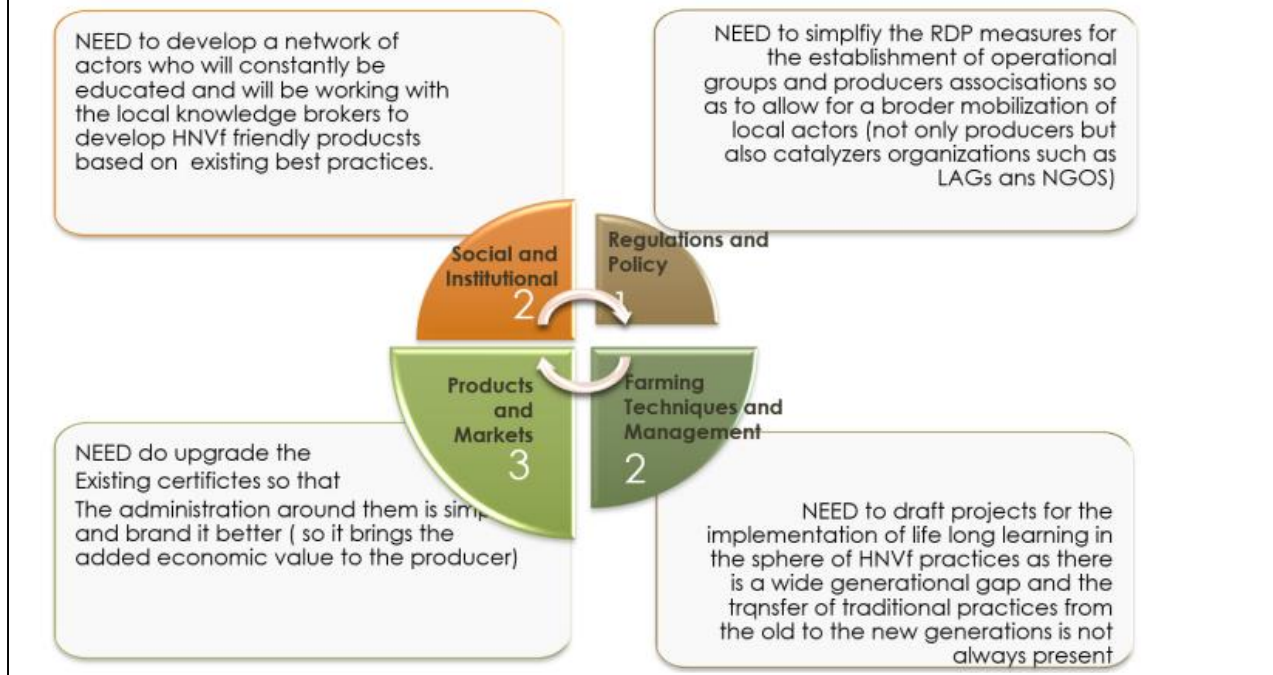 NEED to develop a network of
actors who will constantly be
educated and will be working with
the local knowledge brokers to
develop HNVf friendly producsts
based on existing best practices.
NEED to simplfiy the RDP measures for
the establishment of operational
groups and producers associsations so
as to allow for a broder mobilization of
local actors (not only producers but
also catalyzers organizations such as
LAGs ans NGOS)
Social and
Institutional
2
Regulations and
Policy
1
Products
and
Markets
3
Farming
Techniques and
Management
2
NEED do upgrade the
Existing certifictes so that
The administration around them is
and brand it better ( so it brings the
added economic value to the producer)
NEED to draft projects for the
implementation of life long learning in
the sphere of HNVf practices as there
is a wide generational gap and the
trqnsfer of traditional practices from
the old to the new generations is not
always present